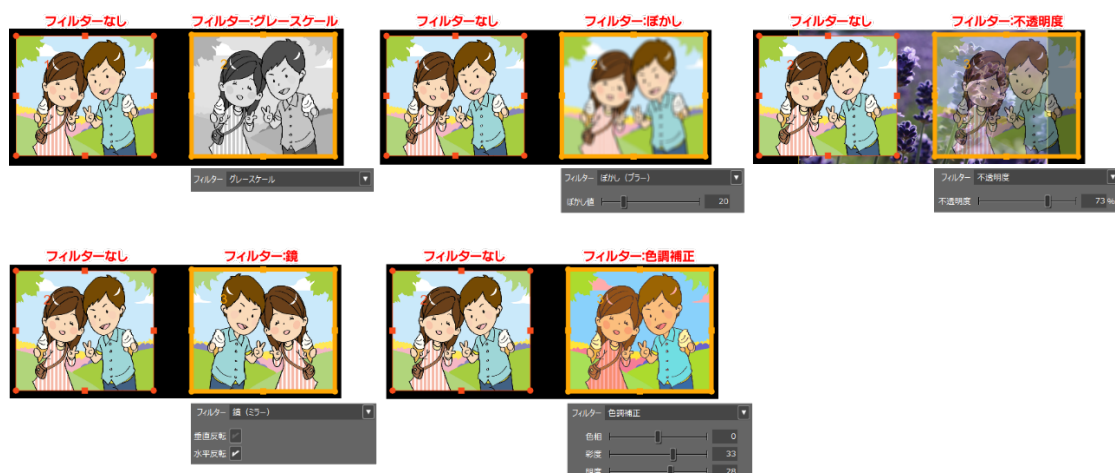 フィルターなし
フィルター:グレースケール
フィルター グレースケール
フィルターなし
フィルター:ぼかし
フィルター ぼかし（ブラー）
ぼかし値 20
フィルターなし
フィルター:不透明度
フィルター 不透明度
不透明度 73 %
フィルターなし
フィルター:鏡
フィルター 鏡（ミラー）
垂直反転
水平反転
フィルターなし
フィルター:色調補正
フィルター 色調補正
色相 0
彩度 33
明度 28